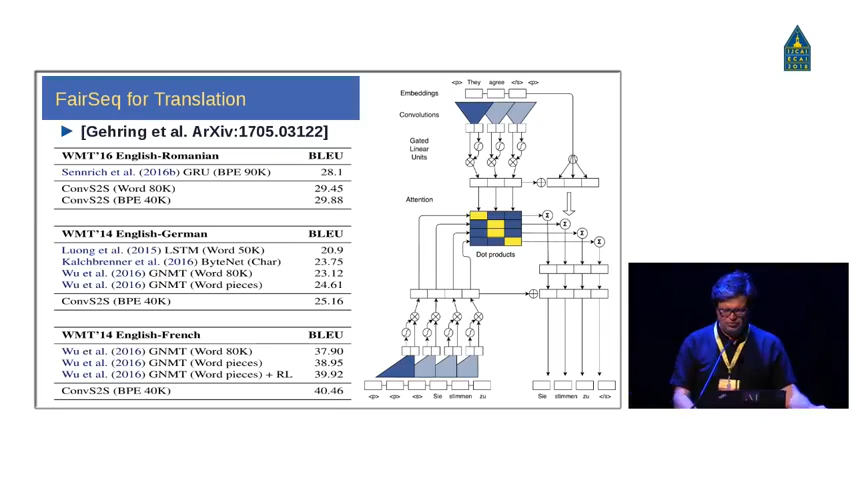 IJCAI
ECAI
2018
FairSeq for Translation
[Gehring et al. ArXiv:1705.03122]
WMT'16 English-Romanian BLEU
Sennrich et al. (2016b) GRU (BPE 90K) 28.1
ConvS2S (Word 80K) 29.45
ConvS2S (BPE 40K) 29.88
WMT'14 English-German BLEU
Luong et al. (2015) LSTM (Word 50K) 20.9
Kalchbrenner et al. (2016) ByteNet (Char) 23.75
Wu et al. (2016) GNMT (Word 80K) 23.12
Wu et al. (2016) GNMT (Word pieces) 24.61
ConvS2S (BPE 40K) 25.16
WMT'14 English-French BLEU
Wu et al. (2016) GNMT (Word 80K) 37.90
Wu et al. (2016) GNMT (Word pieces) 38.95
Wu et al. (2016) GNMT (Word pieces) + RL 39.92
ConvS2S (BPE 40K) 40.46
<p> They agree </s> <p>
Embeddings
Convolutions
Gated
Linear
Units
Attention
Σ
Σ
Σ
Σ
Dot products
<p> <p> <s> Sie stimmen zu
Sie stimmen zu </s>